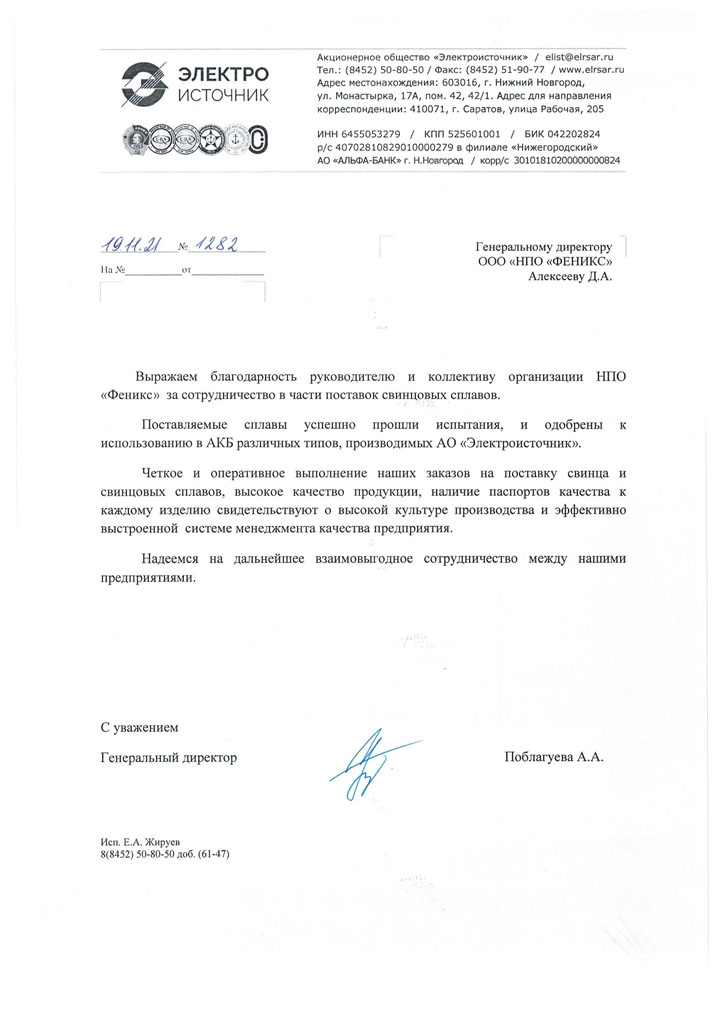 ЭЛЕКТРО
ИСТОЧНИК
Акционерное общество «Электроисточник» / elist@elrsar.ru
Тел.: (8452) 50-80-50 / Факс: (8452) 51-90-77 / www.elrsar.ru
Адрес местонахождения: 603016, г. Нижний Новгород,
ул. Монастырка, 17А, пом. 42, 42/1. Адрес для направления
корреспонденции: 410071, г. Саратов, улица Рабочая, 205
ИНН 6455053279 / КПП 525601001 / БИК 042202824
р/с 40702810829010000279 в филиале «Нижегородский»
АО «АЛЬФА-БАНК» г. Н.Новгород / корр/с 30101810200000000824
19.11.21 № 1282
На №__________от_____________
Генеральному директору
ООО «НПО «ФЕНИКС»
Алексееву Д.А.
Выражаем благодарность руководителю и коллективу организации НПО
«Феникс» за сотрудничество в части поставок свинцовых сплавов.
Поставляемые сплавы успешно прошли испытания, и одобрены к
использованию в АКБ различных типов, производимых АО «Электроисточник».
Четкое и оперативное выполнение наших заказов на поставку свинца и
свинцовых сплавов, высокое качество продукции, наличие паспортов качества к
каждому изделию свидетельствуют о высокой культуре производства и эффективно
выстроенной системе менеджмента качества предприятия.
Надеемся на дальнейшее взаимовыгодное сотрудничество между нашими
предприятиями.
С уважением
Генеральный директор
Поблагуева А.А.
Исп. Е.А. Жируев
8(8452) 50-80-50 доб. (61-47)